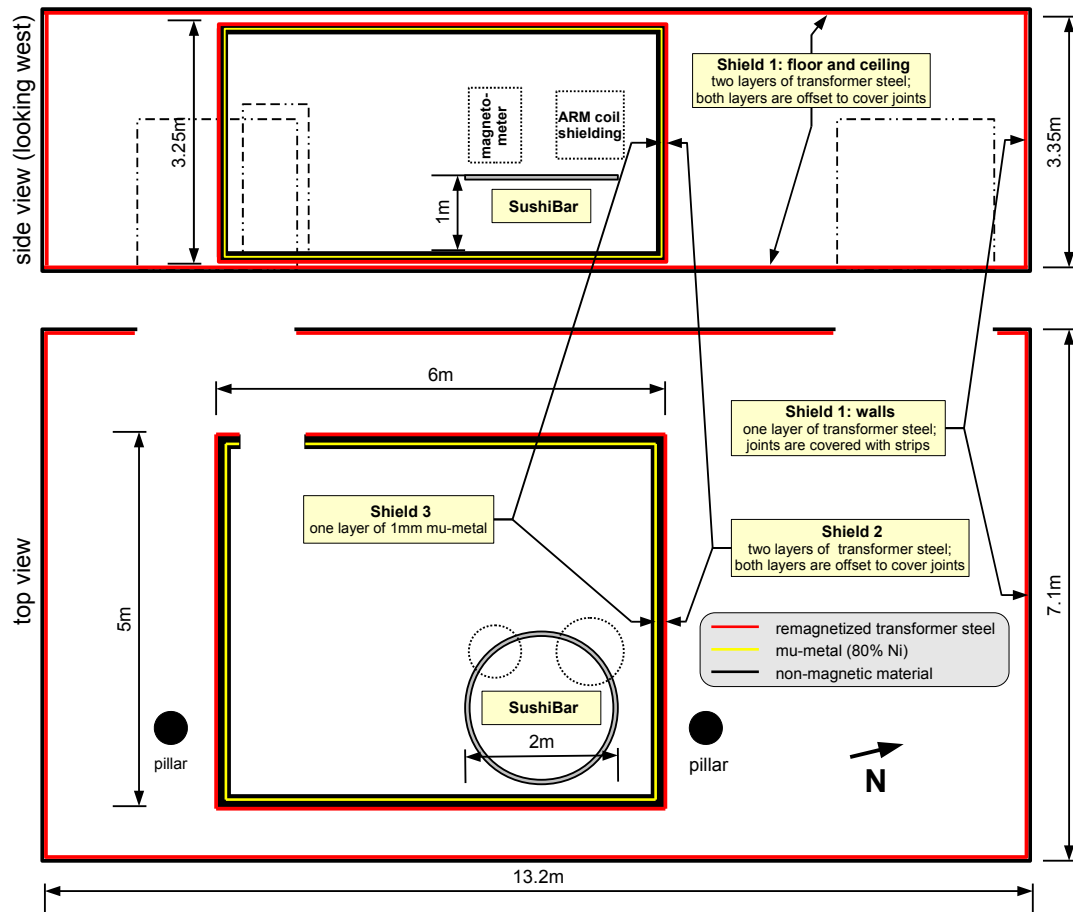 side view (looking west)
3.25m
magneto-
meter
ARM coil
shielding
1m
SushiBar
Shield 1: floor and ceiling
two layers of transformer steel;
both layers are offset to cover joints
3.35m
6m
top view
5m
Shield 3
one layer of 1mm mu-metal
Shield 1: walls
one layer of transformer steel;
joints are covered with strips
Shield 2
two layers of transformer steel;
both layers are offset to cover joints
7.1m
remagnetized transformer steel
mu-metal (80% Ni)
non-magnetic material
SushiBar
2m
pillar
pillar
N
13.2m